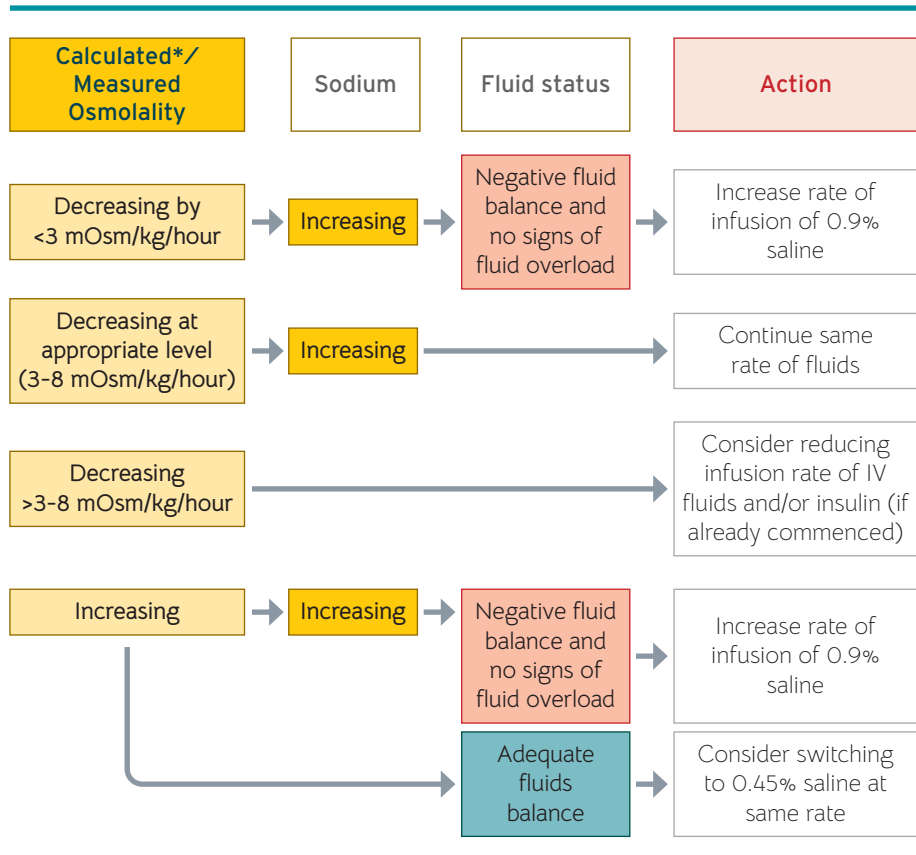 Calculated*/
Measured
Osmolality
Sodium
Fluid status
Action
Decreasing by
<3 mOsm/kg/hour
Increasing
Negative fluid
balance and
no signs of
fluid overload
Increase rate of
infusion of 0.9%
saline
Decreasing at
appropriate level
(3-8 mOsm/kg/hour)
Increasing
Continue same
rate of fluids
Decreasing
>3-8 mOsm/kg/hour
Consider reducing
infusion rate of IV
fluids and/or insulin (if
already commenced)
Increasing
Increasing
Negative fluid
balance and
no signs of
fluid overload
Increase rate of
infusion of 0.9%
saline
Adequate
fluids
balance
Consider switching
to 0.45% saline at
same rate